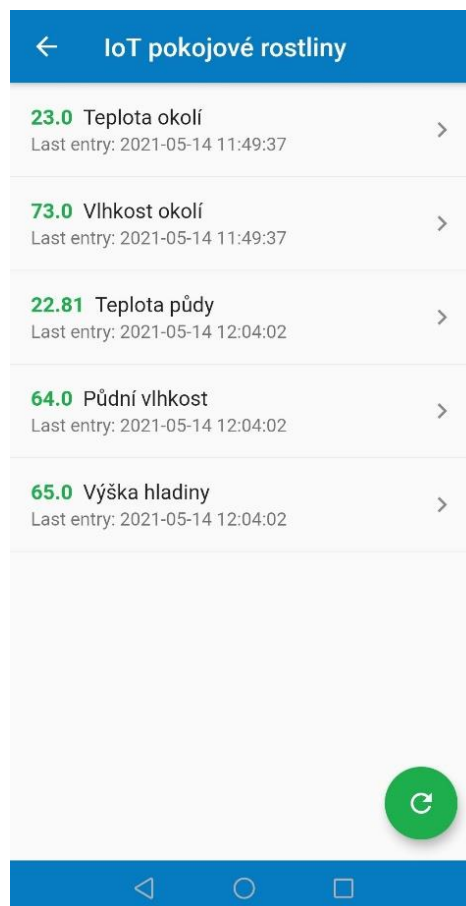 IoT pokojové rostliny
23.0 Teplota okolí
Last entry: 2021-05-14 11:49:37
73.0 Vlhkost okolí
Last entry: 2021-05-14 11:49:37
22.81 Teplota půdy
Last entry: 2021-05-14 12:04:02
64.0 Půdní vlhkost
Last entry: 2021-05-14 12:04:02
65.0 Výška hladiny
Last entry: 2021-05-14 12:04:02